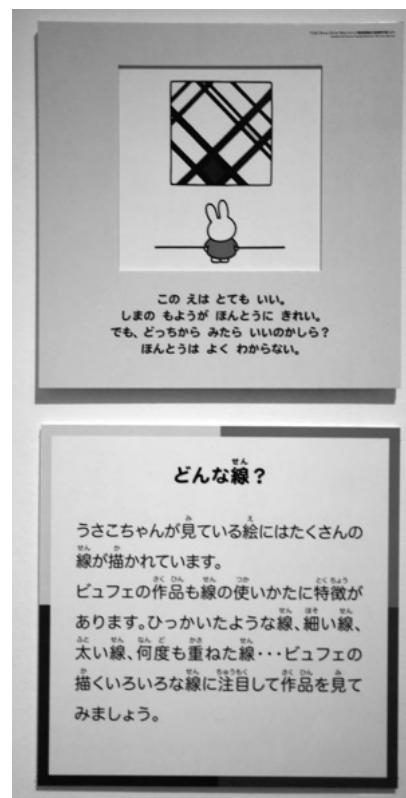 この えは とても いい。
しまの もようが ほんとうに きれい。
でも、どっちから みたら いいのかしら?
ほんとうは よく わからない。
どんな線?
うさこちゃんが見ている絵にはたくさんの
線が描かれています。
ビュフェの作品も線の使いかたに特徴が
あります。ひっかいたような線、細い線、
太い線、何度も重ねた線・・・ビュフェの
描くいろいろな線に注目して作品を見て
みましょう。